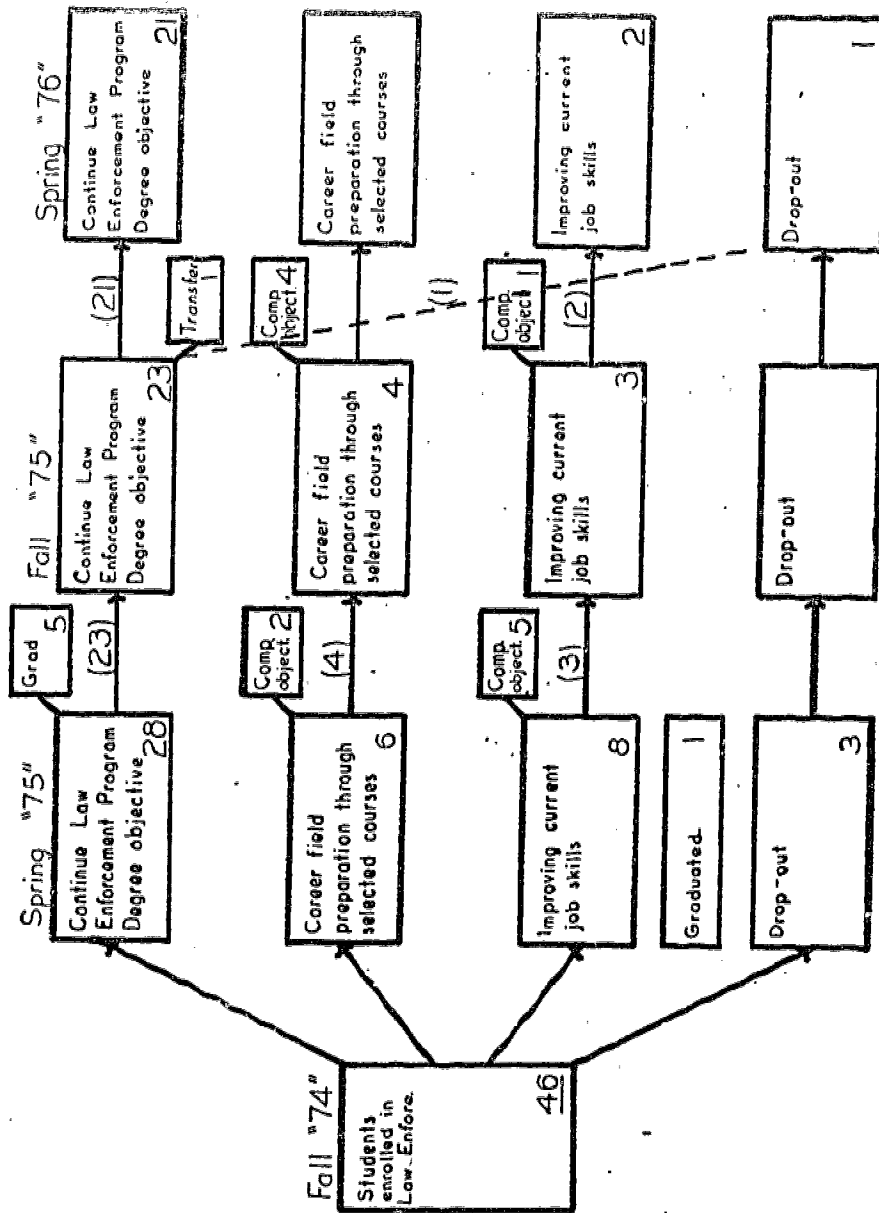 Fall "74"
Students
enrolled in
Law Enforc.
46
Spring "75"
Continue Law
Enforcement Program
Degree objective
28
Grad
5
(23)
Career field
preparation through
selected courses
6
Comp.
object. 2
(4)
Improving current
job skills
8
Comp.
object. 5
(3)
Graduated
1
Drop-out
3
Fall "75"
Continue Law
Enforcement Program
Degree objective
23
Transfer
1
(21)
Career field
preparation through
selected courses
4
Comp.
object. 4
Improving current
job skills
3
Comp.
object. 1
(2)
Drop-out
(1)
Spring "76"
Continue Law
Enforcement Program
Degree objective
21
Career field
preparation through
selected courses
Improving current
job skills
2
Drop-out
1